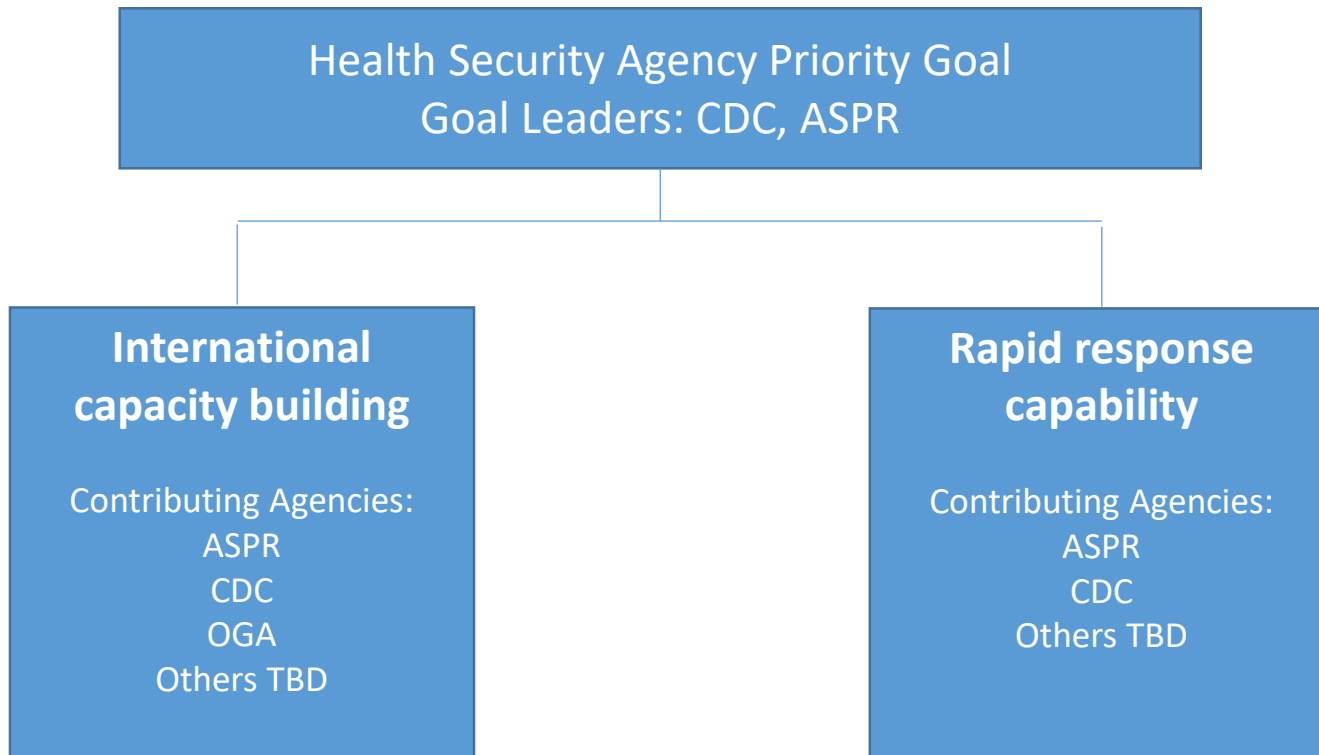 Health Security Agency Priority Goal
Goal Leaders: CDC, ASPR
International
capacity building
Contributing Agencies:
ASPR
CDC
OGA
Others TBD
Rapid response
capability
Contributing Agencies:
ASPR
CDC
Others TBD